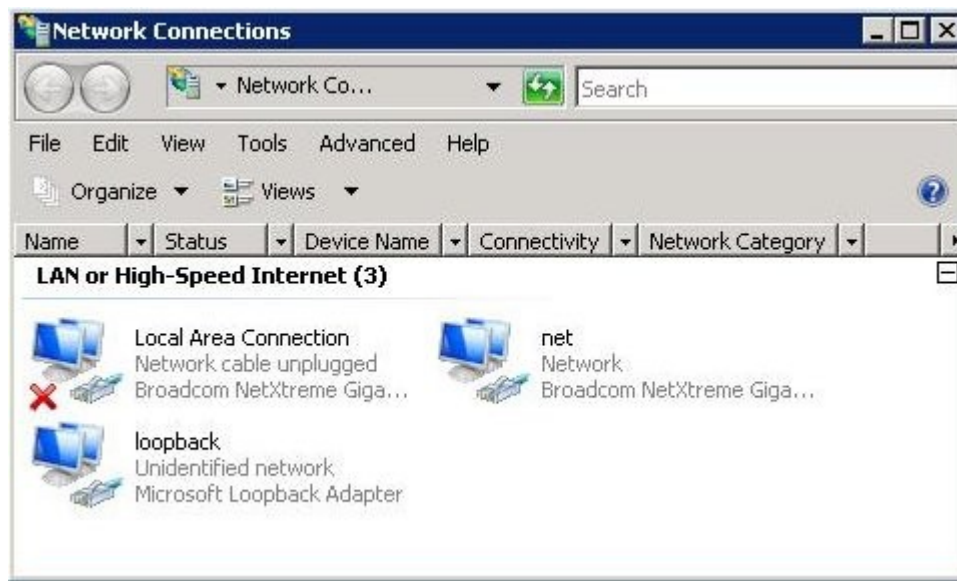 Network Connections
Network Co...
Search
File Edit View Tools Advanced Help
Organize Views
Name Status Device Name Connectivity Network Category
LAN or High-Speed Internet (3)
Local Area Connection
Network cable unplugged
Broadcom NetXtreme Giga...
net
Network
Broadcom NetXtreme Giga...
loopback
Unidentified network
Microsoft Loopback Adapter